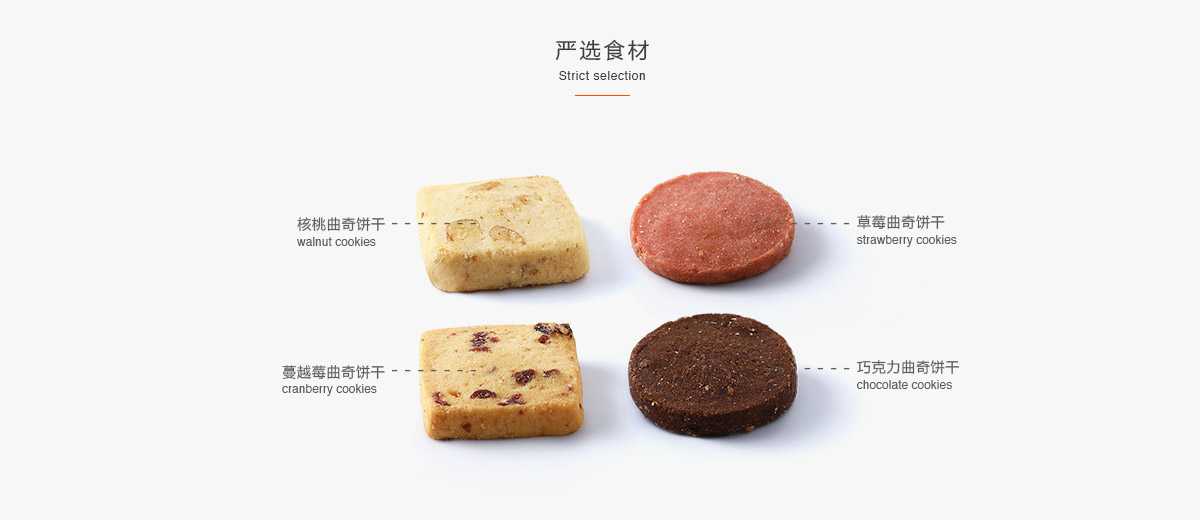 严选食材
Strict selection
核桃曲奇饼干
walnut cookies
草莓曲奇饼干
strawberry cookies
蔓越莓曲奇饼干
cranberry cookies
巧克力曲奇饼干
chocolate cookies